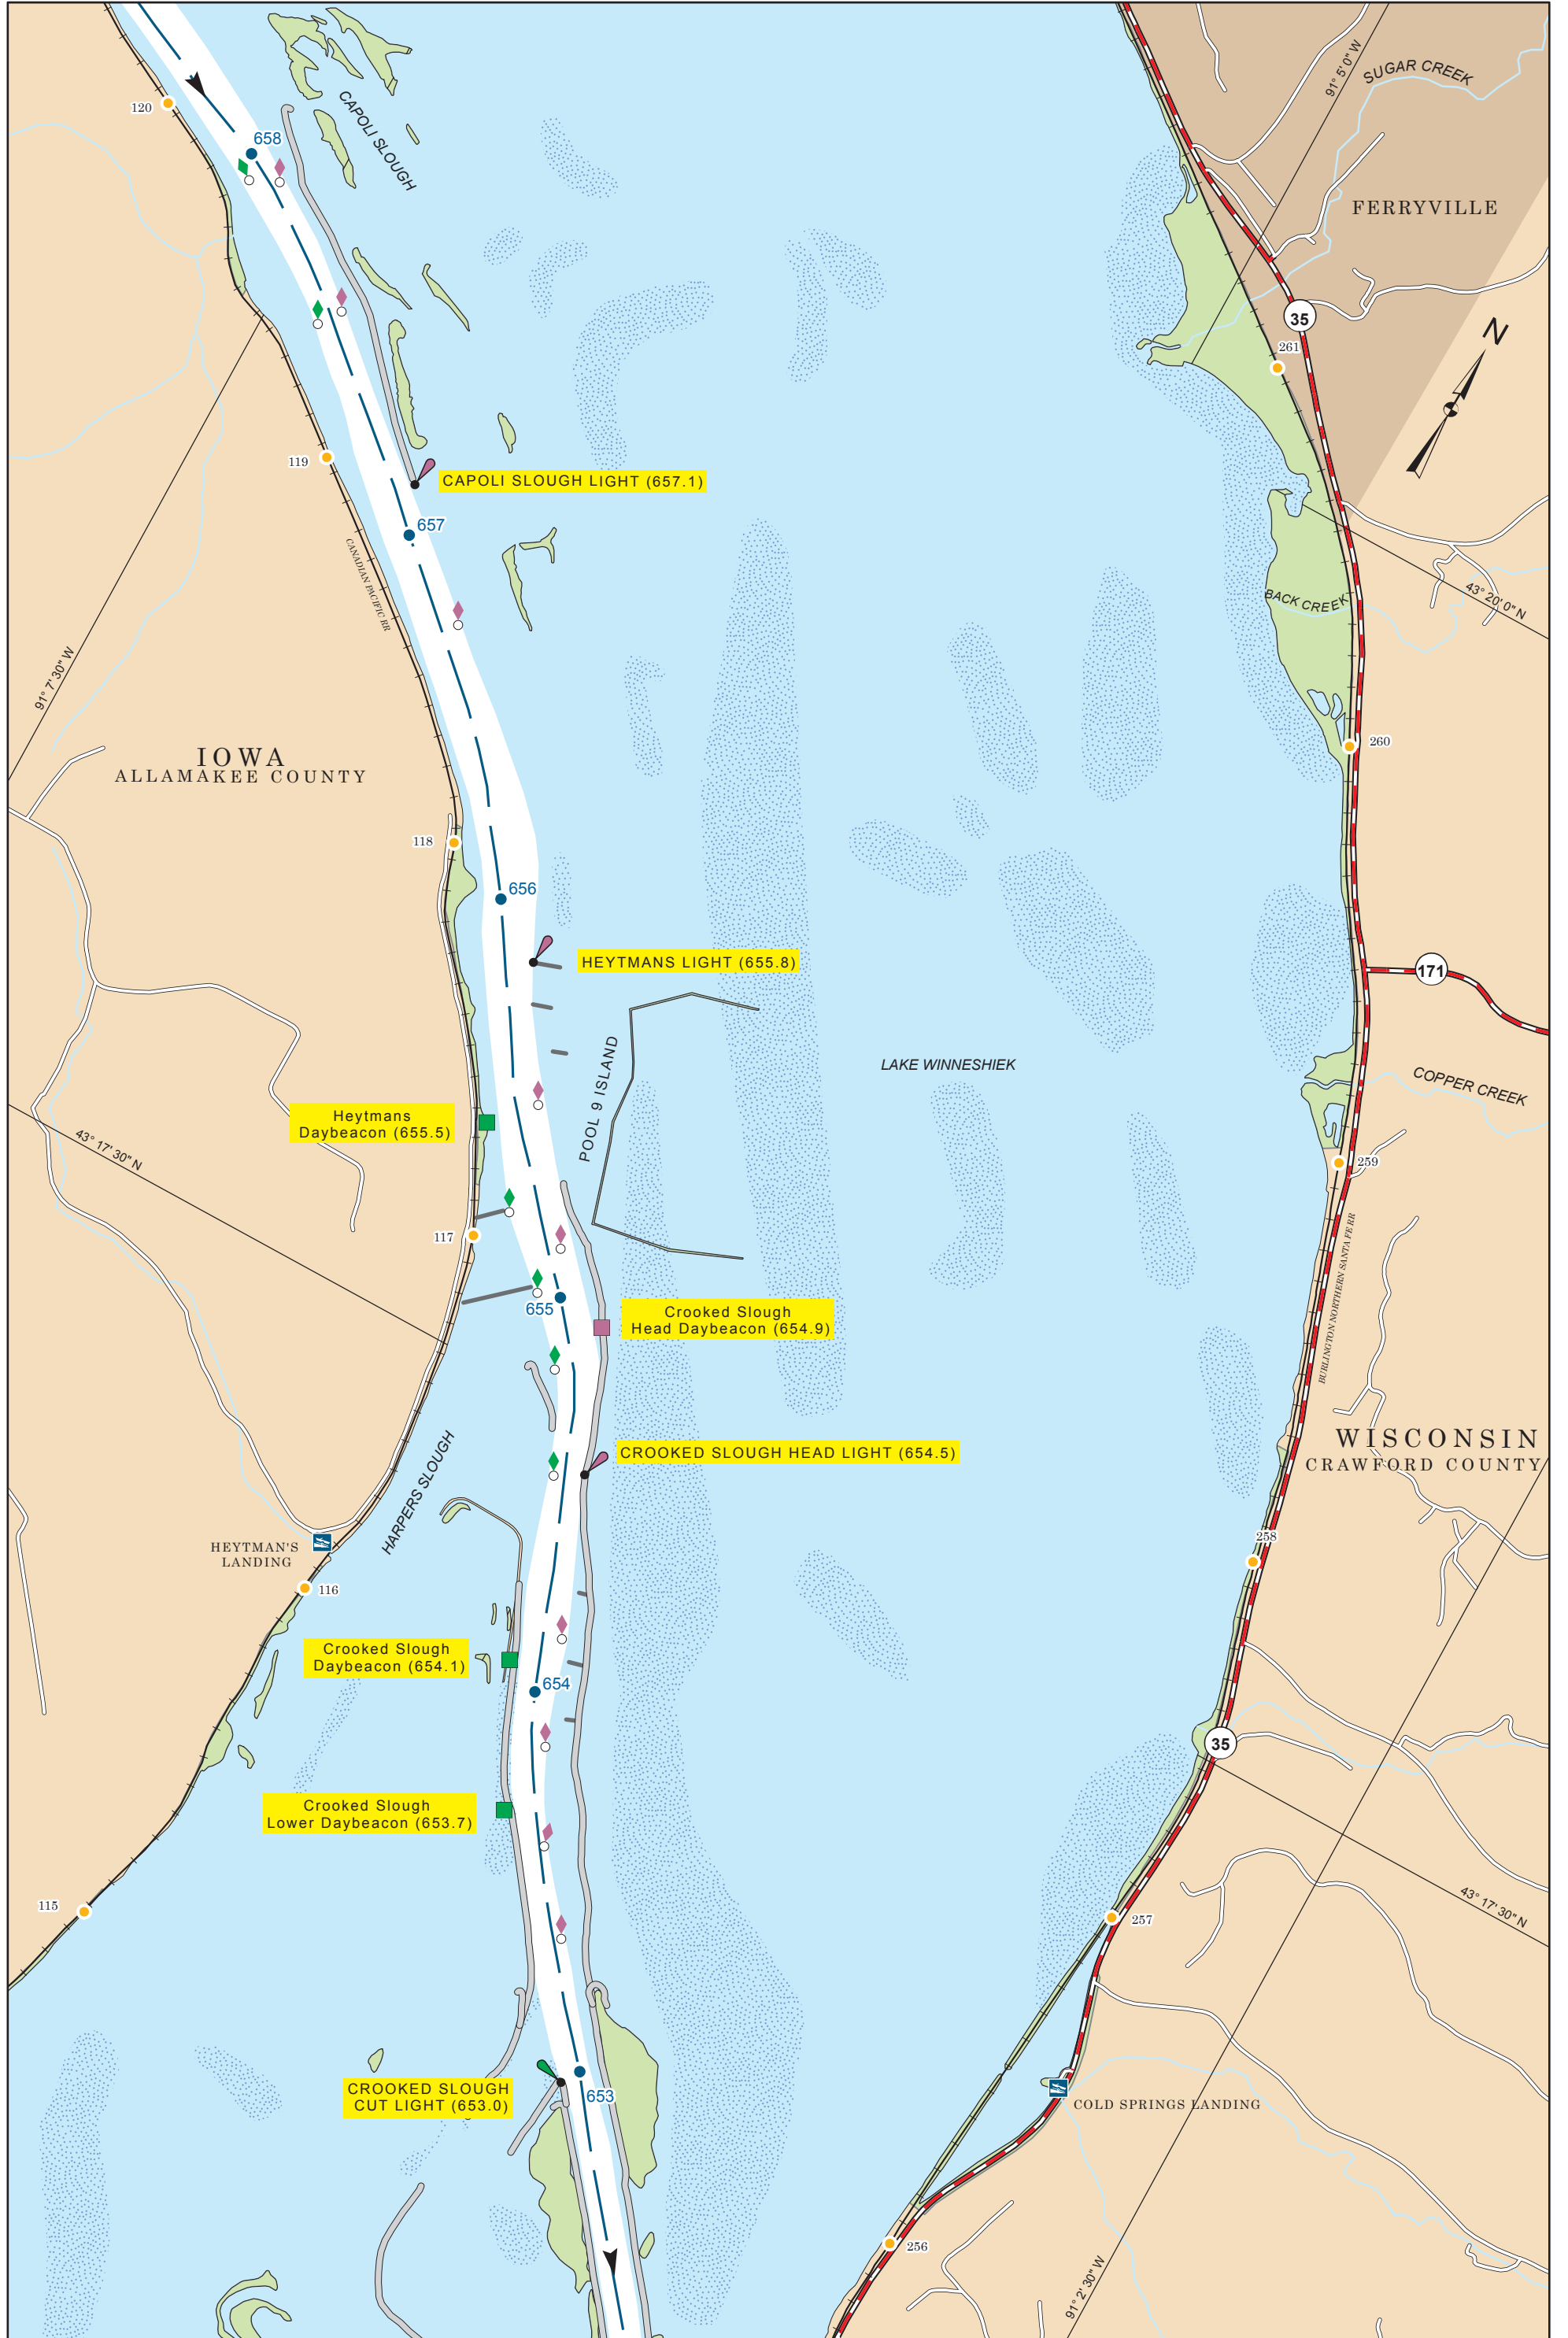 120
658
CAPOLI SLOUGH
91° 5' 0" W
SUGAR CREEK
FERRYVILLE
35
261
N
119
CAPOLI SLOUGH LIGHT (657.1)
657
CANADIAN PACIFIC RR
43° 20' 0" N
BACK CREEK
91° 7' 30" W
260
IOWA
ALLAMAKEE COUNTY
118
656
HEYTMANS LIGHT (655.8)
171
POOL 9 ISLAND
LAKE WINNESHIEK
COPPER CREEK
Heytmans
Daybeacon (655.5)
43° 17' 30" N
259
117
BURLINGTON NORTHERN SANTA FE RR
655
Crooked Slough
Head Daybeacon (654.9)
WISCONSIN
CRAWFORD COUNTY
CROOKED SLOUGH HEAD LIGHT (654.5)
HARPERS SLOUGH
HEYTMAN'S
LANDING
258
116
Crooked Slough
Daybeacon (654.1)
654
35
Crooked Slough
Lower Daybeacon (653.7)
115
257
43° 17' 30" N
CROOKED SLOUGH
CUT LIGHT (653.0)
653
COLD SPRINGS LANDING
256
91° 2' 30" W